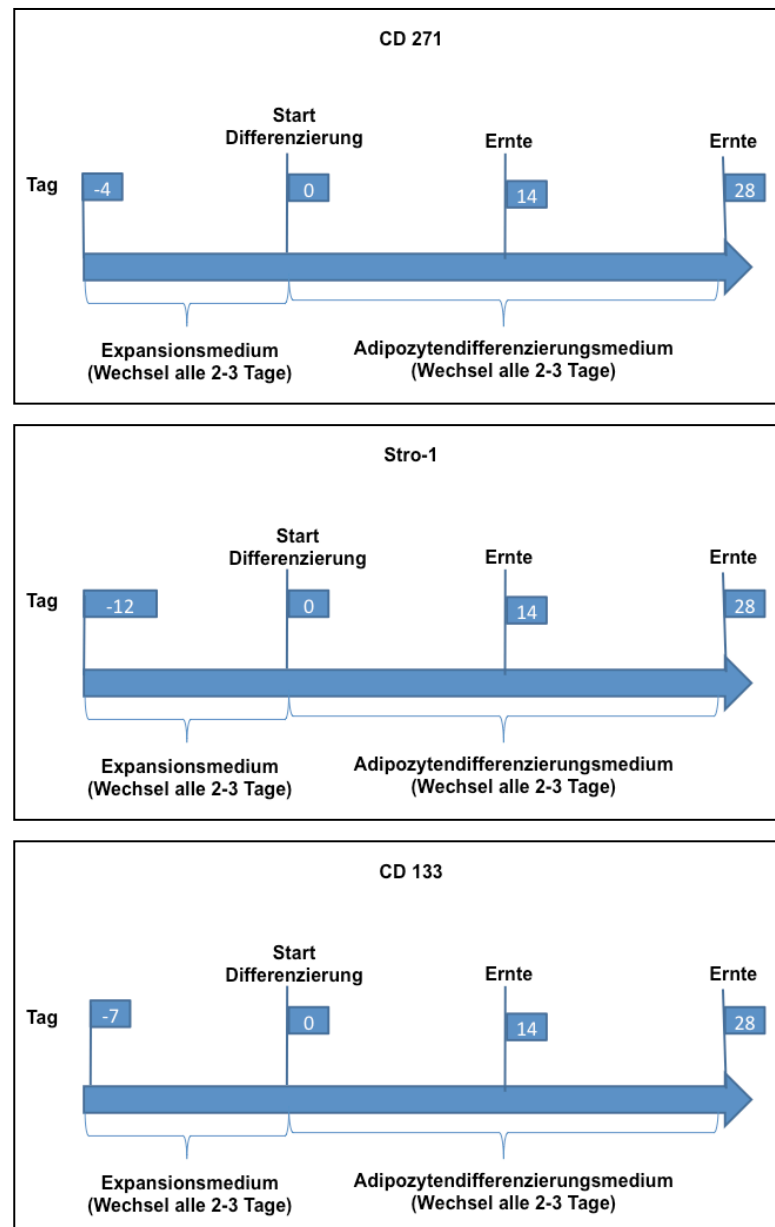 CD 271
Start
Differenzierung
Ernte
Ernte
Tag
-4
0
14
28
Expansionsmedium
(Wechsel alle 2-3 Tage)
Adipozytendifferenzierungsmedium
(Wechsel alle 2-3 Tage)
Stro-1
Start
Differenzierung
Ernte
Ernte
Tag
-12
0
14
28
Expansionsmedium
(Wechsel alle 2-3 Tage)
Adipozytendifferenzierungsmedium
(Wechsel alle 2-3 Tage)
CD 133
Start
Differenzierung
Ernte
Ernte
Tag
-7
0
14
28
Expansionsmedium
(Wechsel alle 2-3 Tage)
Adipozytendifferenzierungsmedium
(Wechsel alle 2-3 Tage)